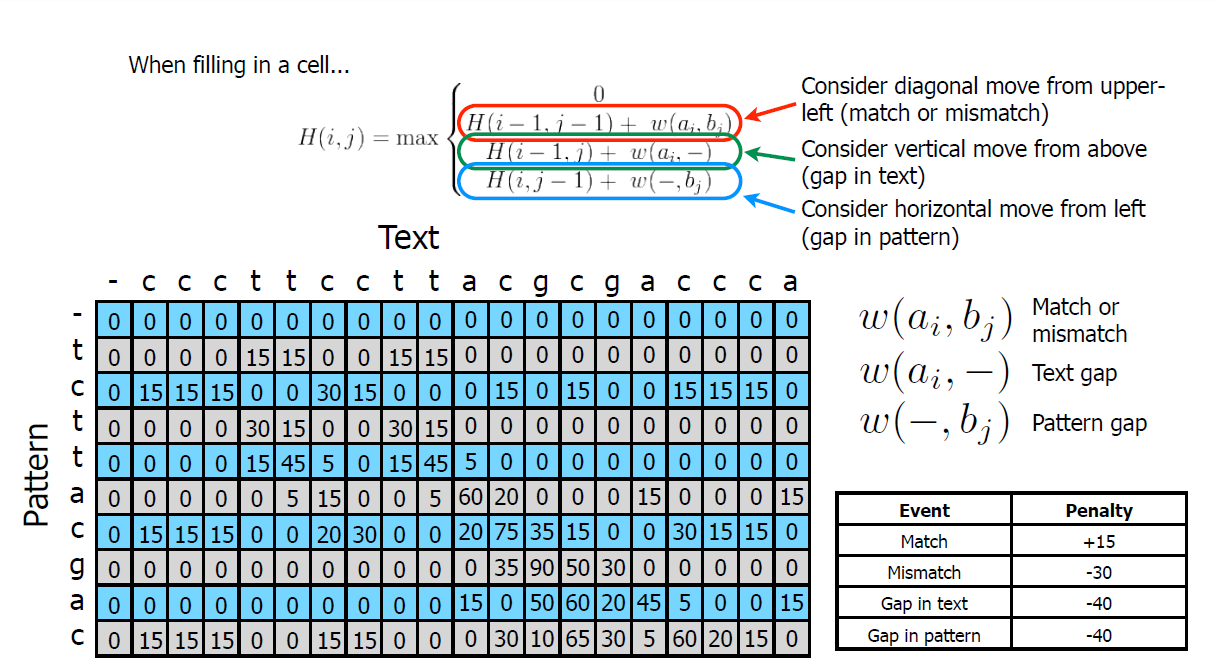 When filling in a cell...
0
H(i − 1, j − 1) + w(aᵢ, bⱼ)
H(i, j) = max
H(i − 1, j) + w(aᵢ, −)
H(i, j − 1) + w(−, bⱼ)
Consider diagonal move from upper-
left (match or mismatch)
Consider vertical move from above
(gap in text)
Consider horizontal move from left
(gap in pattern)
Text
- c c c t t c c t t a c g c g a c c c a
Pattern
- 0 0 0 0 0 0 0 0 0 0 0 0 0 0 0 0 0 0 0 0
t 0 0 0 0 15 15 0 0 15 15 0 0 0 0 0 0 0 0 0 0
c 0 15 15 15 0 0 30 15 0 0 0 15 0 15 0 0 15 15 15 0
t 0 0 0 0 30 15 0 0 30 15 0 0 0 0 0 0 0 0 0 0
t 0 0 0 0 15 45 5 0 15 45 5 0 0 0 0 0 0 0 0 0
a 0 0 0 0 0 5 15 0 0 5 60 20 0 0 0 15 0 0 0 15
c 0 15 15 15 0 0 20 30 0 0 20 75 35 15 0 0 30 15 15 0
g 0 0 0 0 0 0 0 0 0 0 0 35 90 50 30 0 0 0 0 0
a 0 0 0 0 0 0 0 0 0 0 15 0 50 60 20 45 5 0 0 15
c 0 15 15 15 0 0 15 15 0 0 0 30 10 65 30 5 60 20 15 0
w(aᵢ, bⱼ) Match or
mismatch
w(aᵢ, −) Text gap
w(−, bⱼ) Pattern gap
Event Penalty
Match +15
Mismatch -30
Gap in text -40
Gap in pattern -40